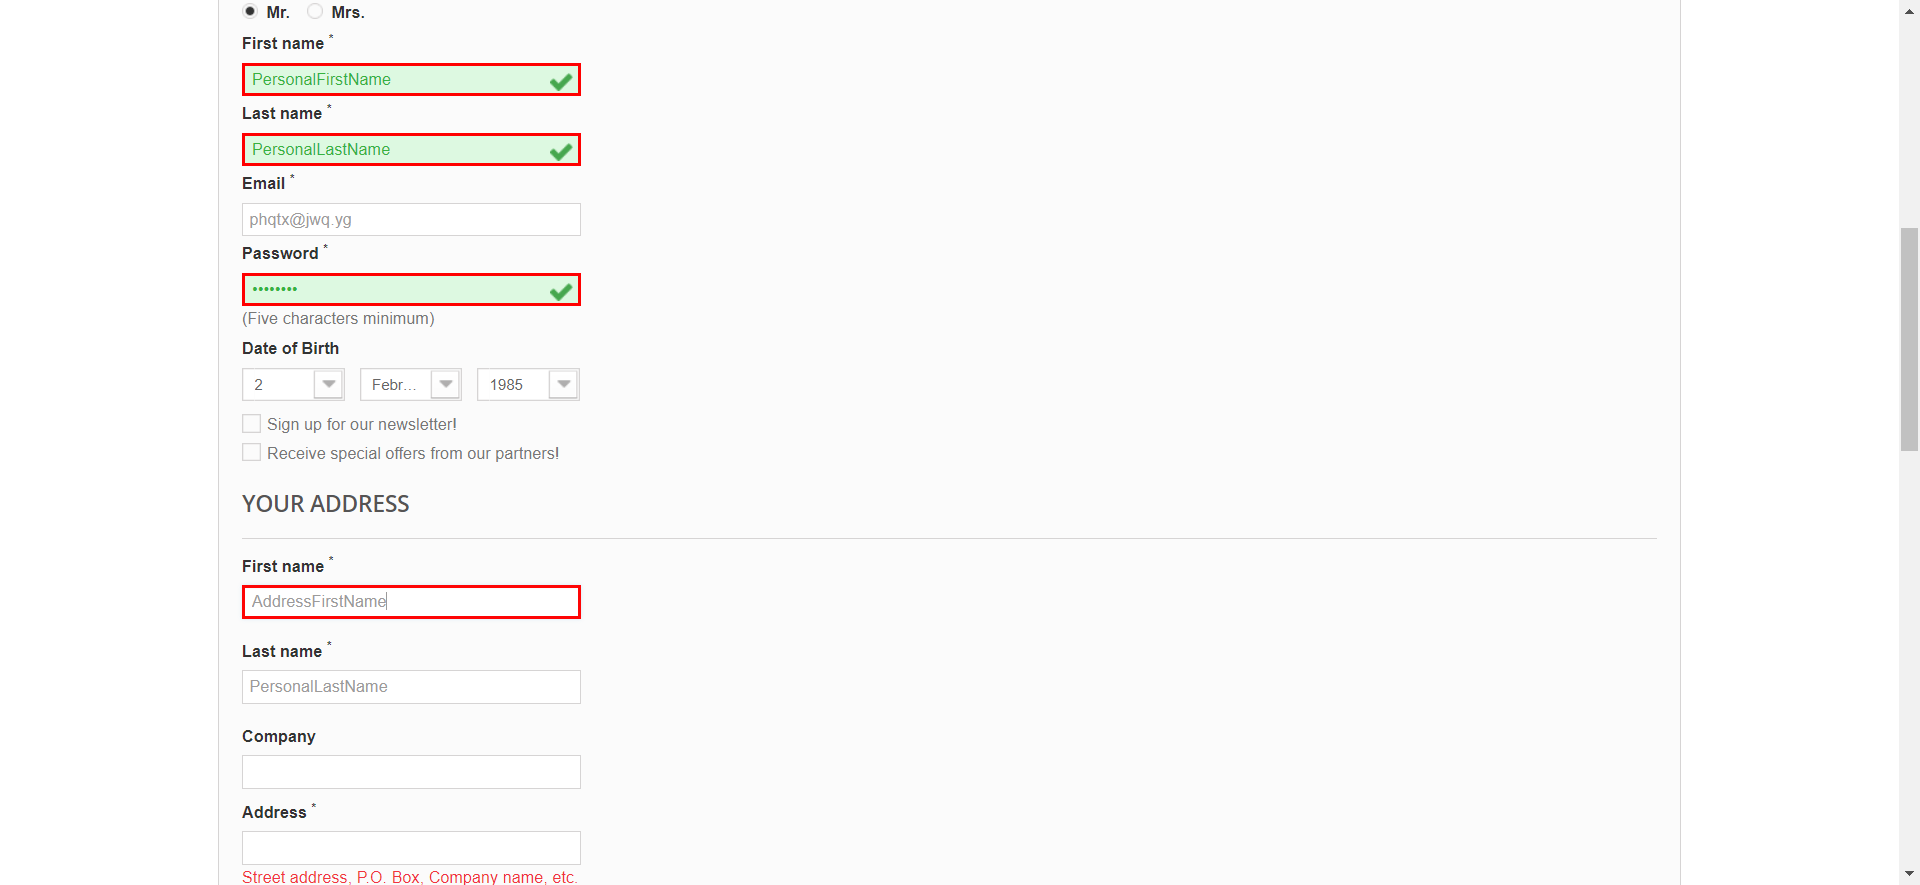 Mr. Mrs.
First name *
PersonalFirstName
Last name *
PersonalLastName
Email *
phqtx@jwq.yg
Password *
••••••••
(Five characters minimum)
Date of Birth
2 Febr... 1985
Sign up for our newsletter!
Receive special offers from our partners!
YOUR ADDRESS
First name *
AddressFirstName
Last name *
PersonalLastName
Company
Address *
Street address, P.O. Box, Company name, etc.